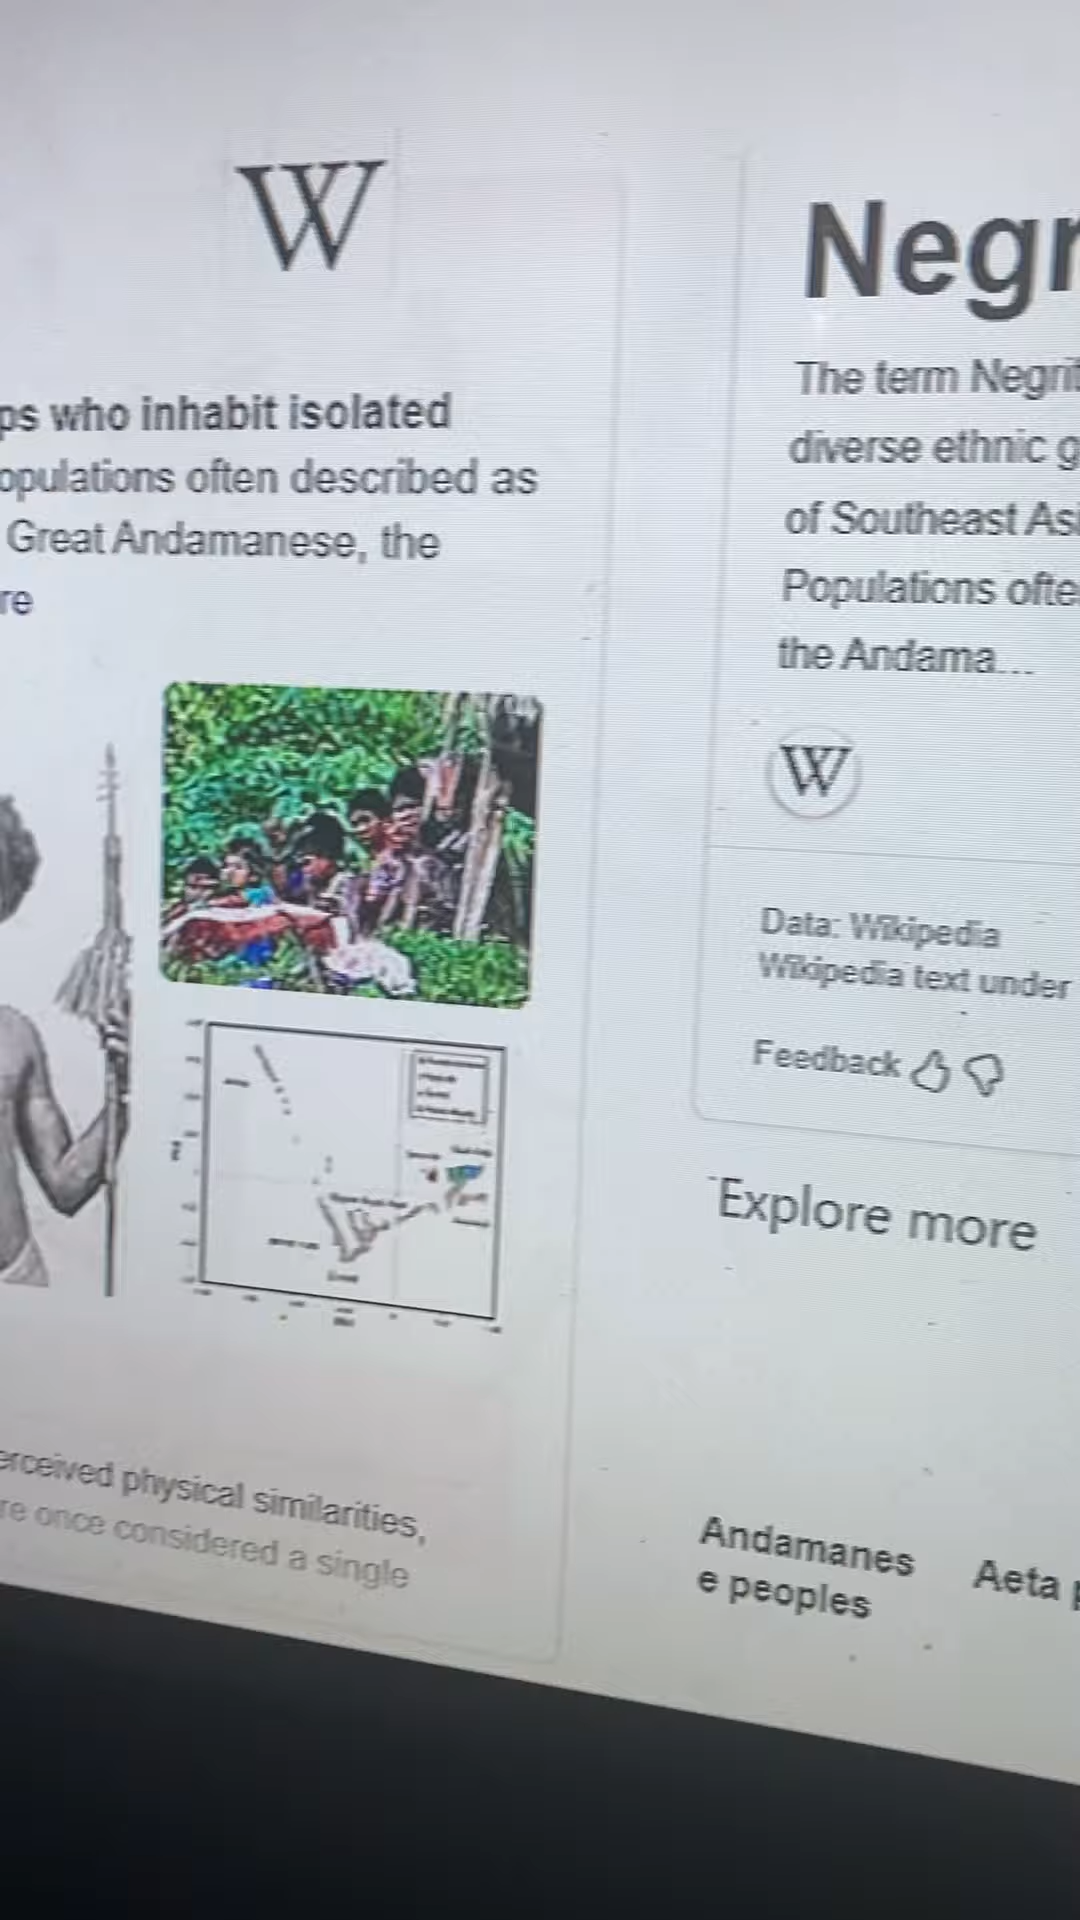 W
ps who inhabit isolated
opulations often described as
Great Andamanese, the
re
erceived physical similarities,
re once considered a single
Negr
The term Negrit
diverse ethnic g
of Southeast Asi
Populations ofte
the Andama...
W
Data: Wikipedia
Wikipedia text under
Feedback
Explore more
Andamanes
e peoples
Aeta p